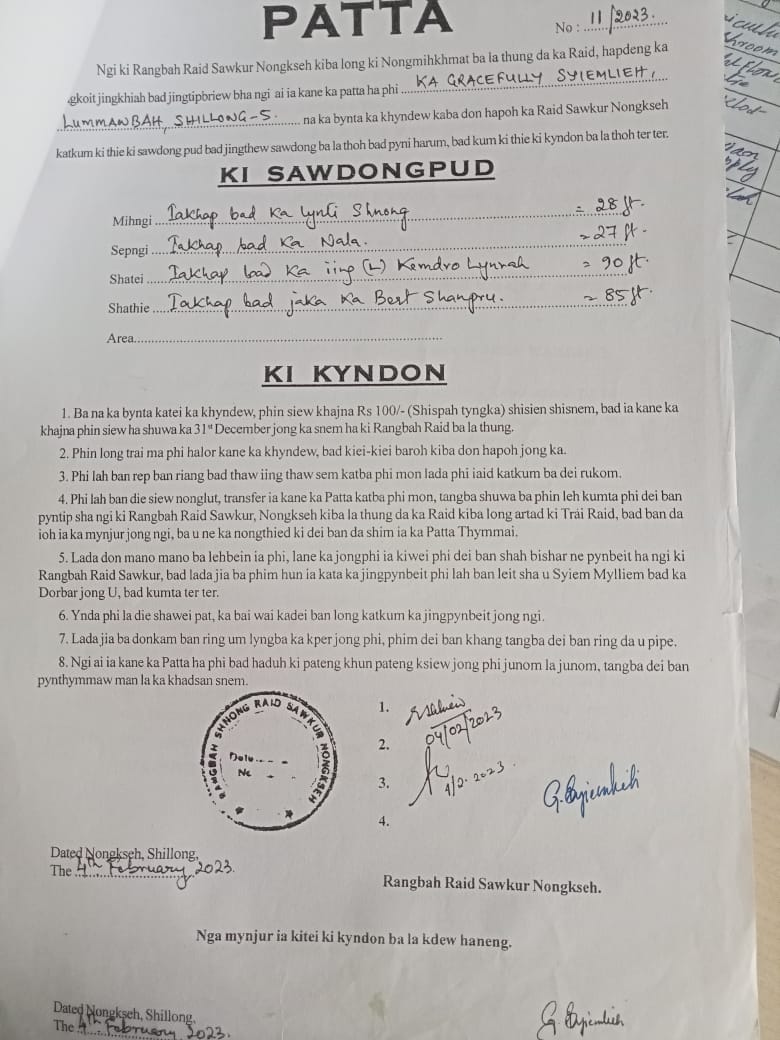 PATTA
No : 11/2023.
Ngi ki Rangbah Raid Sawkur Nongkseh kiba long ki Nongmihkhmat ba la thung da ka Raid, hapdeng ka
jingkhiah bad jingtipbriew bha ngi ai ia kane ka patta ha phi KA GRACEFULLY SYIEMLIEH,
LUMMAWBAH, SHILLONG-5. na ka bynta ka khyndew kaba don hapoh ka Raid Sawkur Nongkseh
katkum ki thie ki sawdong pud bad jingthew sawdong ba la thoh bad pyni harum, bad kum ki thie ki kyndon ba la thoh ter ter.
KI SAWDONGPUD
Mihngi Iakhap bad ka lynti Shnong = 28 ft.
Sepngi Iakhap bad Ka Nala. = 27 ft.
Shatei Iakhap bad Ka iing (L) Kemdro Lynrah = 90 ft.
Shathie Iakhap bad jaka Ka Bert Shanpru. = 85 ft.
Area
KI KYNDON
1. Ba na ka bynta katei ka khyndew, phin siew khajna Rs 100/- (Shispah tyngka) shisien shisnem, bad ia kane ka
khajna phin siew ha shuwa ka 31st December jong ka snem ha ki Rangbah Raid ba la thung.
2. Phin long trai ma phi halor kane ka khyndew, bad kiei-kiei baroh kiba don hapoh jong ka.
3. Phi lah ban rep ban riang bad thaw iing thaw sem katba phi mon lada phi iaid katkum ba dei rukom.
4. Phi lah ban die siew nonglut, transfer ia kane ka Patta katba phi mon, tangba shuwa ba phin leh kumta phi dei ban
pyntip sha ngi ki Rangbah Raid Sawkur, Nongkseh kiba la thung da ka Raid kiba long artad ki Trai Raid, bad ban da
ioh ia ka mynjur jong ngi, ba u ne ka nongthied ki dei ban da shim ia ka Patta Thymmai.
5. Lada don mano mano ba lehbein ia phi, lane ka jongphi ia kiwei phi dei ban shah bishar ne pynbeit ha ngi ki
Rangbah Raid Sawkur, bad lada jia ba phim hun ia kata ka jingpynbeit phi lah ban leit sha u Syiem Mylliem bad ka
Dorbar jong U, bad kumta ter ter.
6. Ynda phi la die shawei pat, ka bai wai kadei ban long katkum ka jingpynbeit jong ngi.
7. Lada jia ba donkam ban ring um lyngba ka kper jong phi, phim dei ban khang tangba dei ban ring da u pipe.
8. Ngi ai ia kane ka Patta ha phi bad haduh ki pateng khun pateng ksiew jong phi junom la junom, tangba dei ban
pynthymmaw man la ka khadsan snem.
RANGBAH SHNONG RAID SAWKUR NONGKSEH
Date
No
1.
04/02/2023
2.
3.
4/2.2023.
4.
G. Syiemlieh
Dated Nongkseh, Shillong,
The 4th February 2023.
Rangbah Raid Sawkur Nongkseh.
Nga mynjur ia kitei ki kyndon ba la kdew haneng.
Dated Nongkseh, Shillong,
The 4th February 2023.
G. Syiemlieh